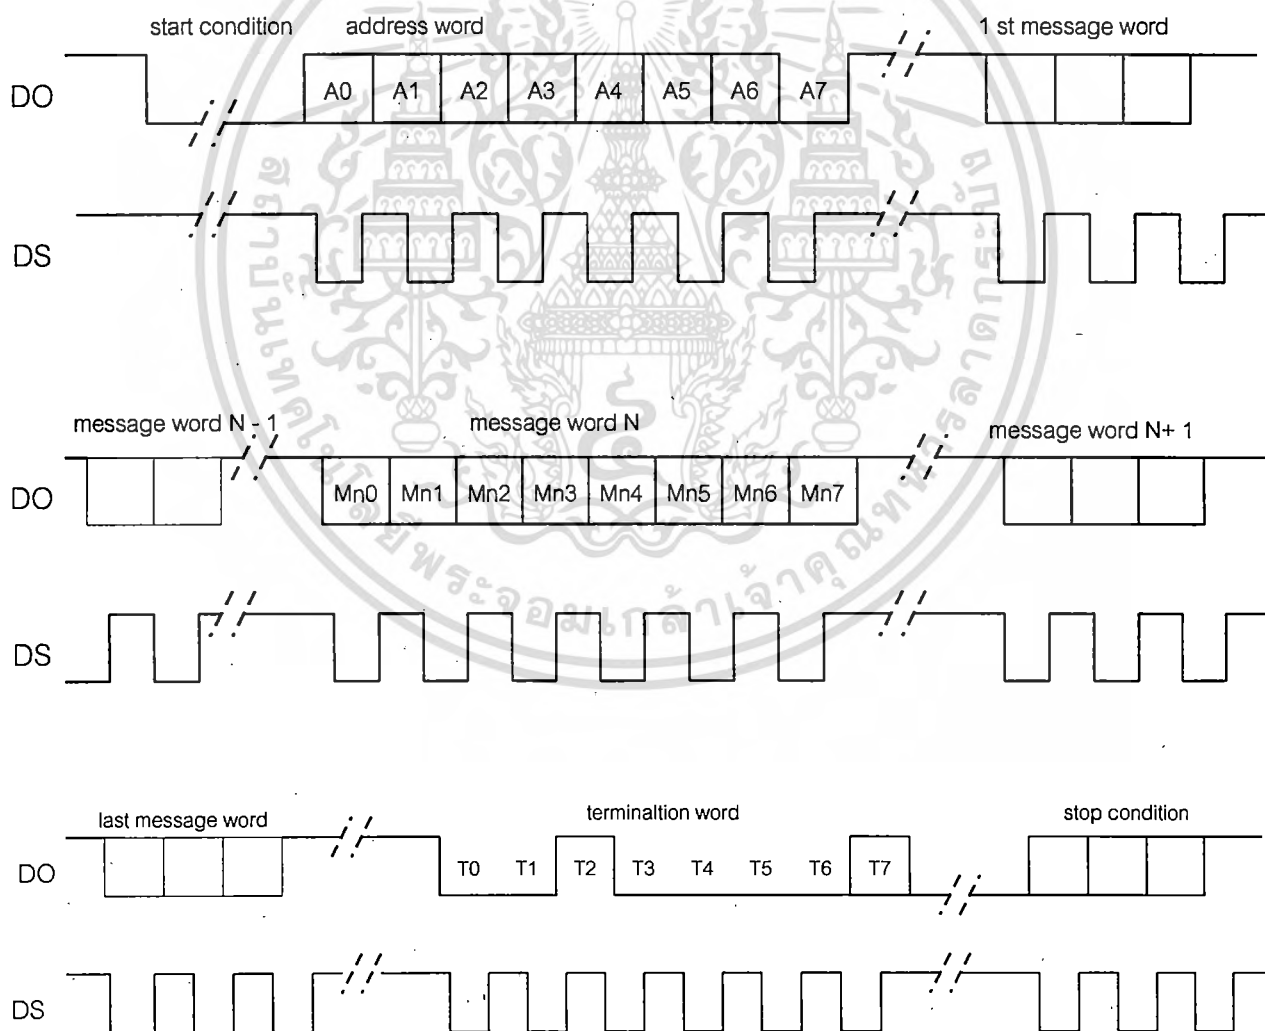 start condition address word 1 st message word
DO A0 A1 A2 A3 A4 A5 A6 A7
DS
message word N - 1 message word N message word N+ 1
DO Mn0 Mn1 Mn2 Mn3 Mn4 Mn5 Mn6 Mn7
DS
last message word terminaltion word stop condition
DO T0 T1 T2 T3 T4 T5 T6 T7
DS